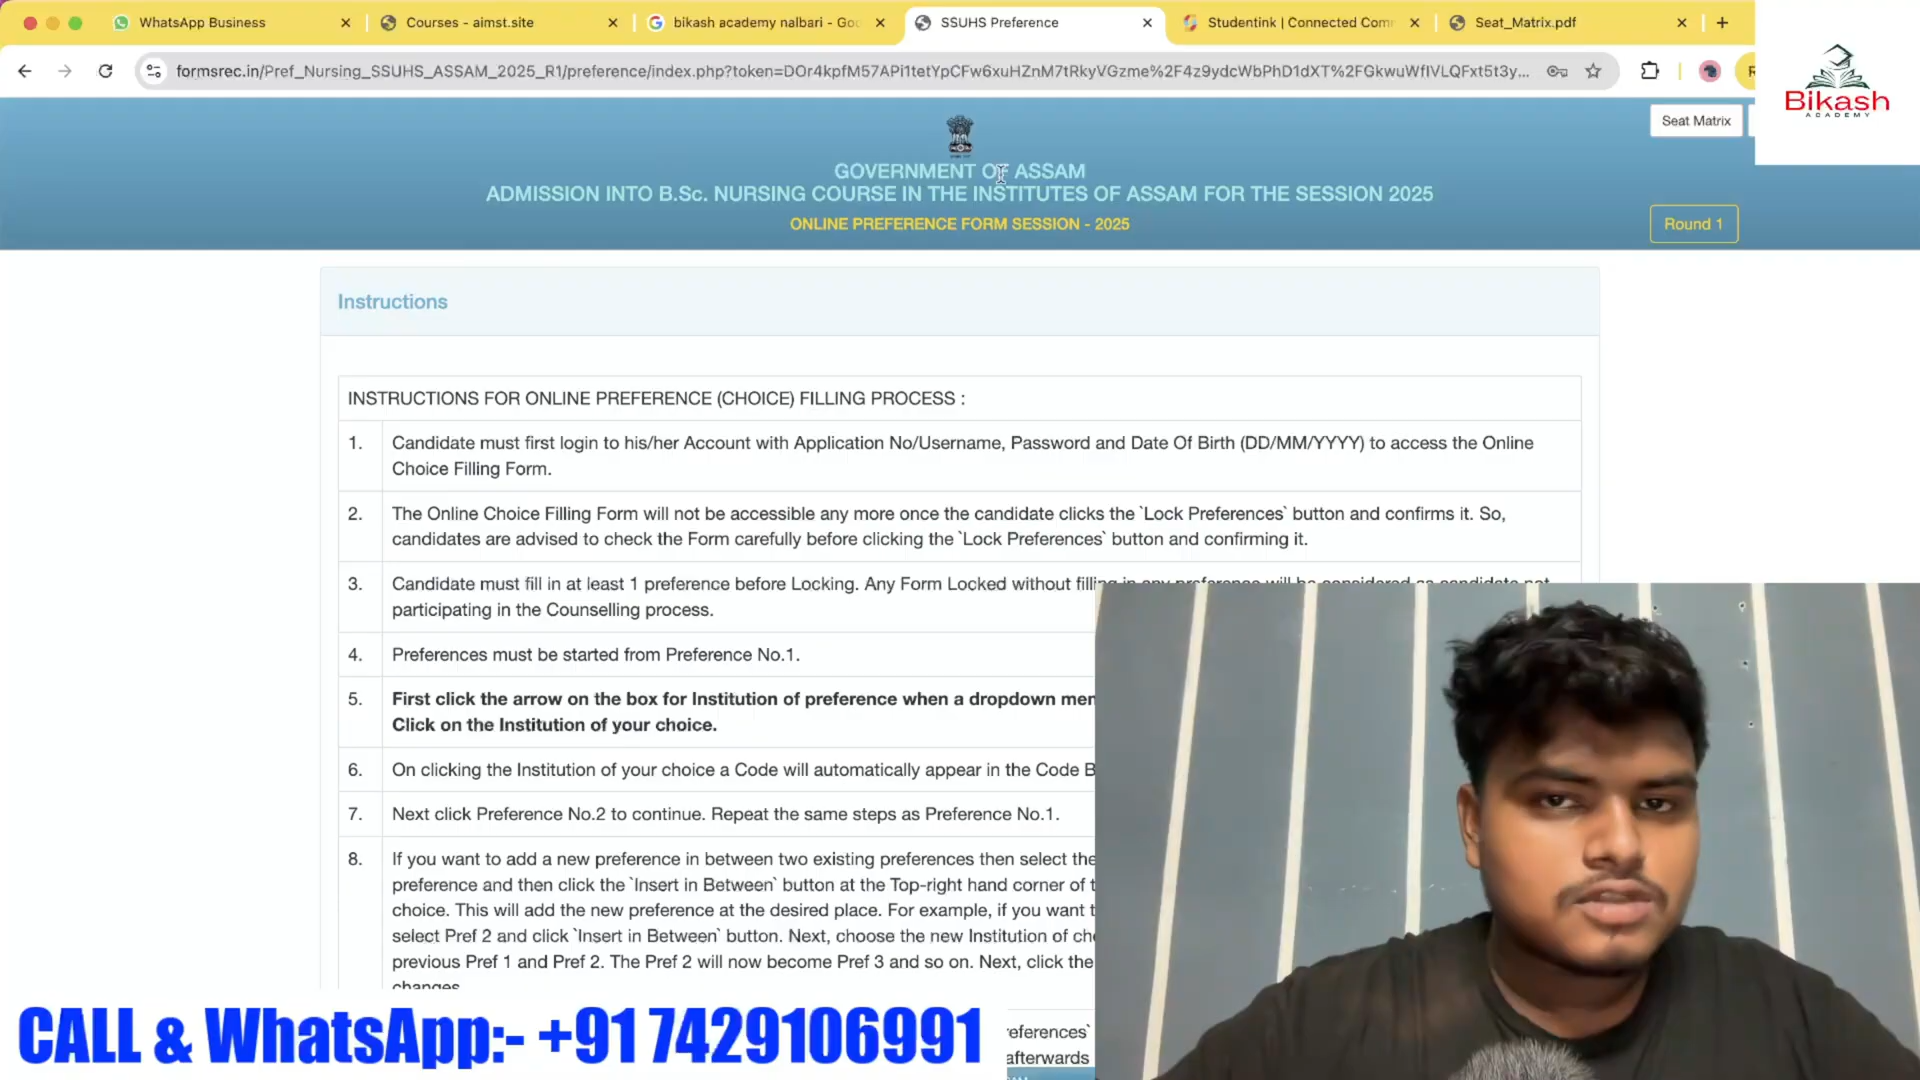 WhatsApp Business
Courses - aimst.site
bikash academy nalbari - Goo
SSUHS Preference
Studentink | Connected Com
Seat_Matrix.pdf
formsrec.in/Pref_Nursing_SSUHS_ASSAM_2025_R1/preference/index.php?token=DOr4kpfM57APi1tetYpCFw6xuHZnM7tRkyVGzme%2F4z9ydcWbPhD1dXT%2FGkwuWfIVLQFxt5t3y...
Bikash
ACADEMY
Seat Matrix
GOVERNMENT OF ASSAM
ADMISSION INTO B.Sc. NURSING COURSE IN THE INSTITUTES OF ASSAM FOR THE SESSION 2025
ONLINE PREFERENCE FORM SESSION - 2025
Round 1
Instructions
INSTRUCTIONS FOR ONLINE PREFERENCE (CHOICE) FILLING PROCESS :
1. Candidate must first login to his/her Account with Application No/Username, Password and Date Of Birth (DD/MM/YYYY) to access the Online
Choice Filling Form.
2. The Online Choice Filling Form will not be accessible any more once the candidate clicks the `Lock Preferences` button and confirms it. So,
candidates are advised to check the Form carefully before clicking the `Lock Preferences` button and confirming it.
3. Candidate must fill in at least 1 preference before Locking. Any Form Locked without filling in any preference will be considered as candidate not
participating in the Counselling process.
4. Preferences must be started from Preference No.1.
5. First click the arrow on the box for Institution of preference when a dropdown men
Click on the Institution of your choice.
6. On clicking the Institution of your choice a Code will automatically appear in the Code B
7. Next click Preference No.2 to continue. Repeat the same steps as Preference No.1.
8. If you want to add a new preference in between two existing preferences then select the
preference and then click the `Insert in Between` button at the Top-right hand corner of t
choice. This will add the new preference at the desired place. For example, if you want t
select Pref 2 and click `Insert in Between` button. Next, choose the new Institution of ch
previous Pref 1 and Pref 2. The Pref 2 will now become Pref 3 and so on. Next, click the
changes
references`
afterwards
CALL & WhatsApp:- +91 7429106991